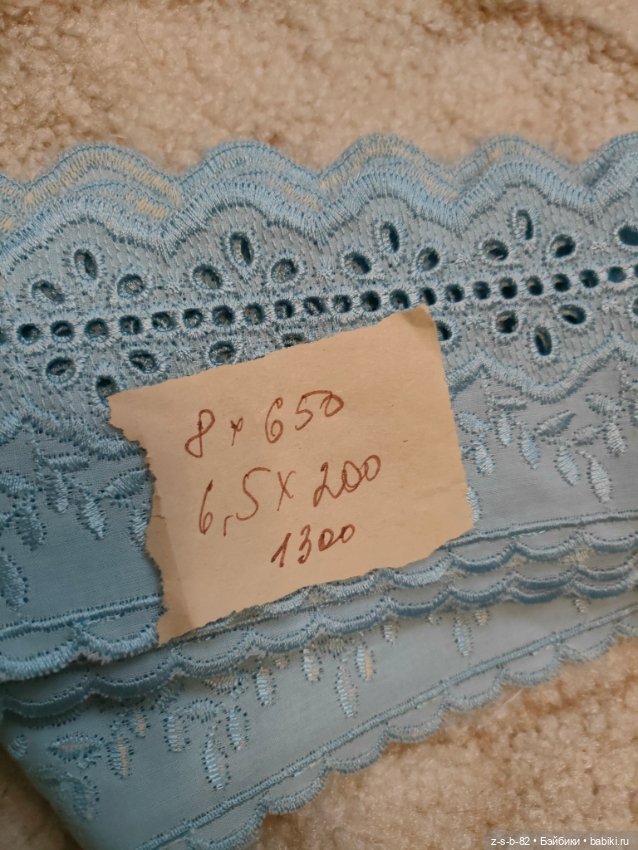 8 x 650
6,5 x 200
1300
z-s-b-82 • Бэйбики • babiki.ru